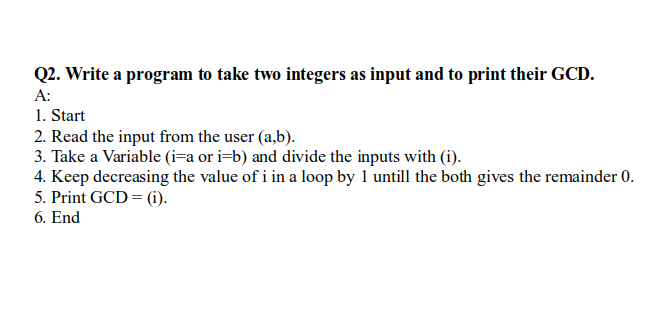 Q2. Write a program to take two integers as input and to print their GCD.
A:
1. Start
2. Read the input from the user (a,b).
3. Take a Variable (i=a or i=b) and divide the inputs with (i).
4. Keep decreasing the value of i in a loop by 1 untill the both gives the remainder 0.
5. Print GCD = (i).
6. End